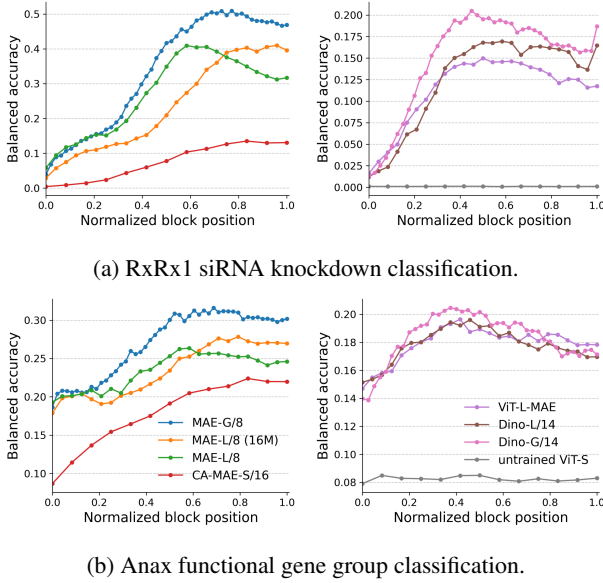 0.5
0.4
0.3
0.2
0.1
0.0
Balanced accuracy
0.0 0.2 0.4 0.6 0.8 1.0
Normalized block position
0.200
0.175
0.150
0.125
0.100
0.075
0.050
0.025
0.000
Balanced accuracy
0.0 0.2 0.4 0.6 0.8 1.0
Normalized block position
(a) RxRx1 siRNA knockdown classification.
0.30
0.25
0.20
0.15
0.10
Balanced accuracy
MAE-G/8
MAE-L/8 (16M)
MAE-L/8
CA-MAE-S/16
0.0 0.2 0.4 0.6 0.8 1.0
Normalized block position
0.20
0.18
0.16
0.14
0.12
0.10
0.08
Balanced accuracy
ViT-L-MAE
Dino-L/14
Dino-G/14
untrained ViT-S
0.0 0.2 0.4 0.6 0.8 1.0
Normalized block position
(b) Anax functional gene group classification.